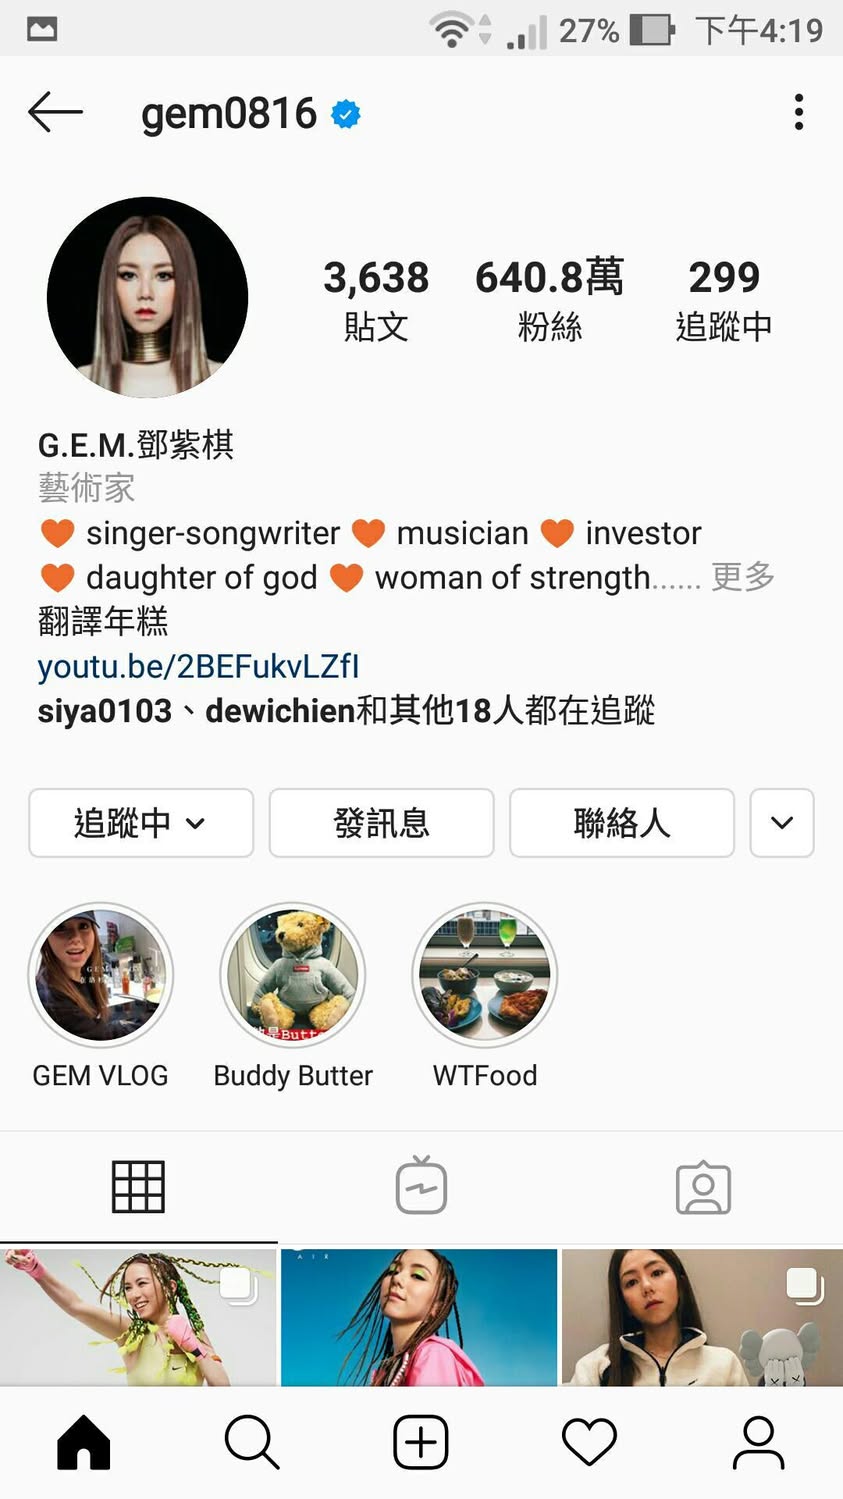 27% 下午4:19
gem0816
3,638 640.8萬 299
貼文 粉絲 追蹤中
G.E.M.鄧紫棋
藝術家
🧡 singer-songwriter 🧡 musician 🧡 investor
🧡 daughter of god 🧡 woman of strength...... 更多
翻譯年糕
youtu.be/2BEFukvLZfI
siya0103、dewichien和其他18人都在追蹤
追蹤中 發訊息 聯絡人
GEM VLOG Buddy Butter WTFood
AIR